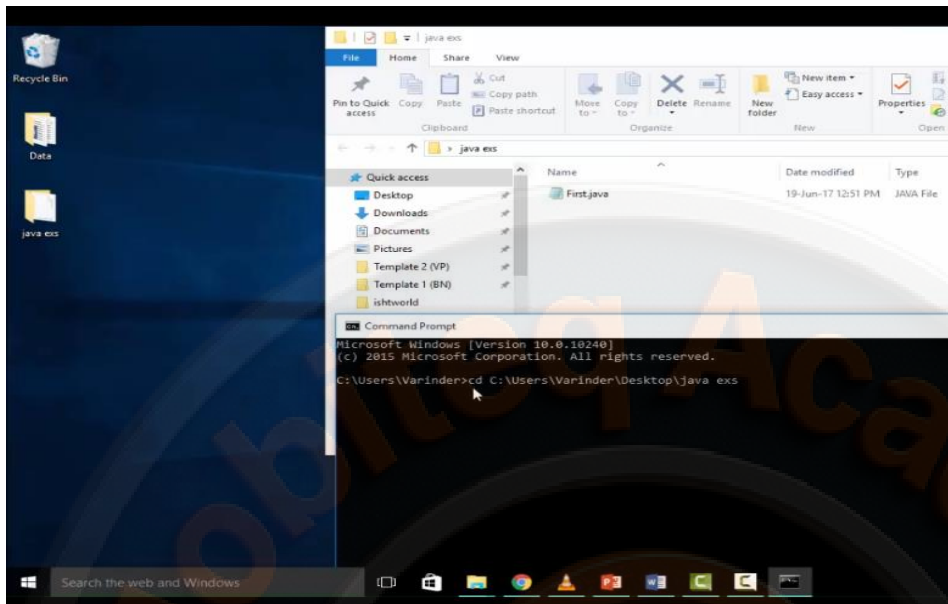 java exs
File Home Share View
Pin to Quick access
Copy
Paste
Cut
Copy path
Paste shortcut
Move to
Copy to
Delete
Rename
New folder
New item
Easy access
Properties
Open
Clipboard
Organize
New
java exs
Quick access
Desktop
Downloads
Documents
Pictures
Template 2 (VP)
Template 1 (BN)
ishtworld
Name Date modified Type
First.java 19-Jun-17 12:51 PM JAVA File
Recycle Bin
Data
java exs
Command Prompt
Microsoft Windows [Version 10.0.10240]
(c) 2015 Microsoft Corporation. All rights reserved.
C:\Users\Varinder>cd C:\Users\Varinder\Desktop\java exs
Search the web and Windows
obiteq Aca